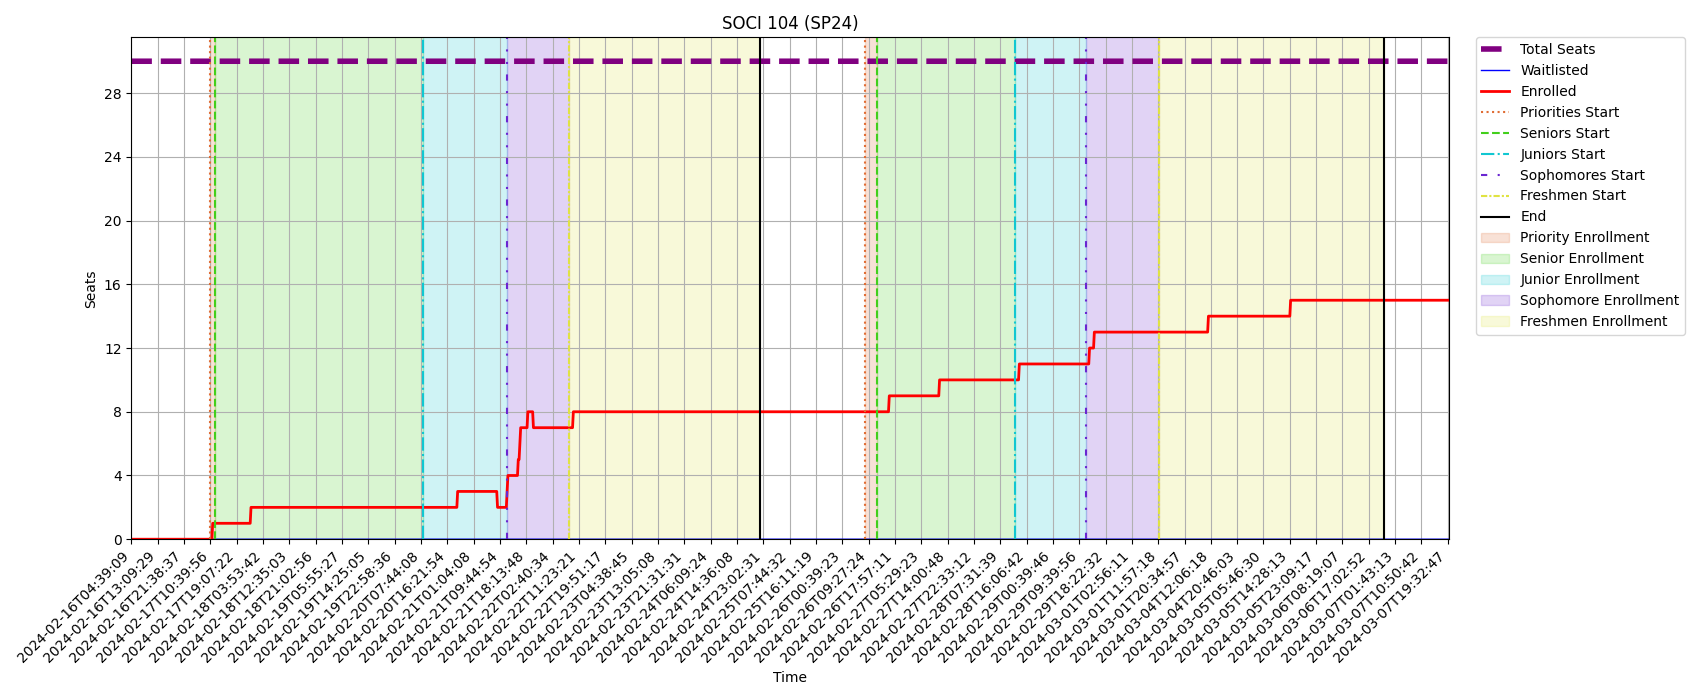 SOCI 104 (SP24)
Total Seats
Waitlisted
Enrolled
Priorities Start
Seniors Start
Juniors Start
Sophomores Start
Freshmen Start
End
Priority Enrollment
Senior Enrollment
Junior Enrollment
Sophomore Enrollment
Freshmen Enrollment
Seats
28
24
20
16
12
8
4
0
2024-02-16T04:39:09
2024-02-16T13:09:29
2024-02-16T21:38:37
2024-02-17T10:39:56
2024-02-17T19:07:22
2024-02-18T03:53:42
2024-02-18T12:35:03
2024-02-18T21:02:56
2024-02-19T05:55:27
2024-02-19T14:25:05
2024-02-19T22:58:36
2024-02-20T07:44:08
2024-02-20T16:21:54
2024-02-21T01:04:08
2024-02-21T09:44:54
2024-02-21T18:13:48
2024-02-22T02:40:34
2024-02-22T11:23:21
2024-02-22T19:51:17
2024-02-23T04:38:45
2024-02-23T13:05:08
2024-02-23T21:31:31
2024-02-24T06:09:24
2024-02-24T14:36:08
2024-02-24T23:02:31
2024-02-25T07:44:32
2024-02-25T16:11:19
2024-02-26T00:39:23
2024-02-26T09:27:24
2024-02-26T17:57:11
2024-02-27T05:29:23
2024-02-27T14:00:48
2024-02-27T22:33:12
2024-02-28T07:31:39
2024-02-28T16:06:42
2024-02-29T00:39:46
2024-02-29T09:39:56
2024-02-29T18:22:32
2024-03-01T02:56:11
2024-03-01T11:57:18
2024-03-01T20:34:57
2024-03-04T12:06:18
2024-03-04T20:46:03
2024-03-05T05:46:30
2024-03-05T14:28:13
2024-03-05T23:09:17
2024-03-06T08:19:07
2024-03-06T17:02:52
2024-03-07T01:43:13
2024-03-07T10:50:42
2024-03-07T19:32:47
Time